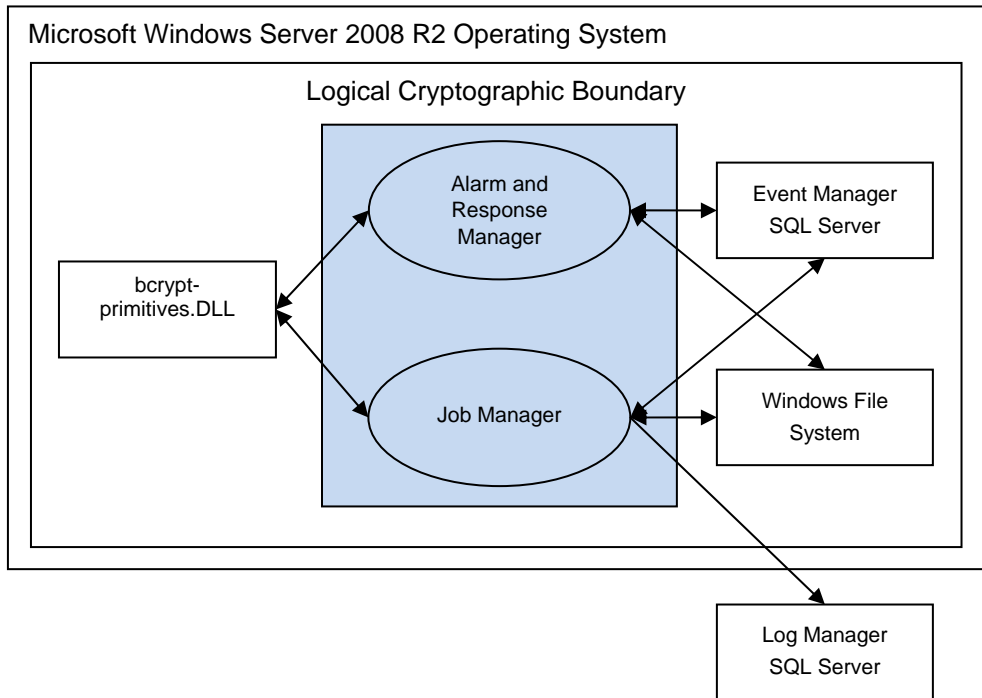 Microsoft Windows Server 2008 R2 Operating System
Logical Cryptographic Boundary
Alarm and
Response
Manager
Event Manager
SQL Server
bcrypt-
primitives.DLL
Job Manager
Windows File
System
Log Manager
SQL Server